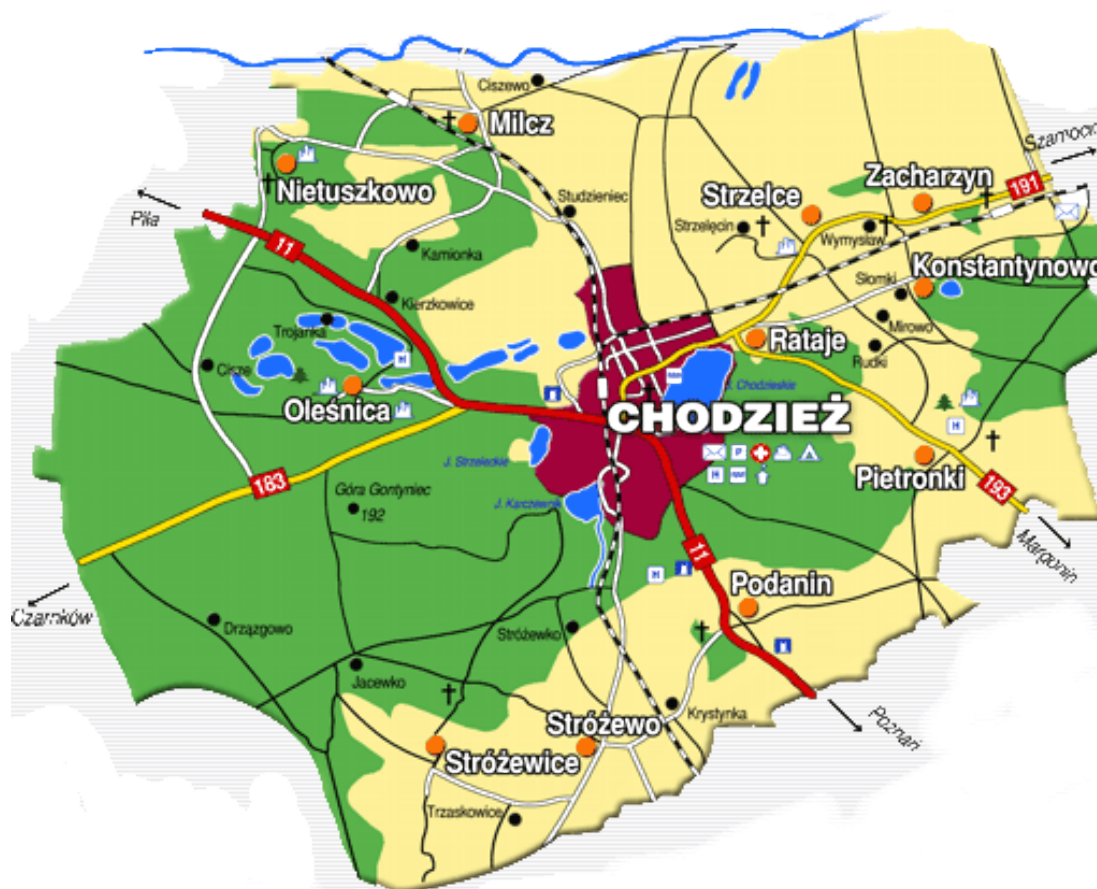 Ciszewo
Milcz
Szamocin
Zacharzyn
191
Nietuszkowo
Strzelce
Studzieniec
Piła
Strzelęcin
Wymysław
11
Kamionka
Konstantynowo
Słomki
Kierzkowice
Mirowo
Trojanka
Rataje
Rudki
Cisze
H
J. Chodzieskie
Oleśnica
CHODZIEŻ
H
P
J. Strzeleckie
Pietronki
H
183
193
Góra Gontyniec
192
J. Karczewnik
11
Margonin
H
Podanin
Czarnków
Drzązgowo
Stróżewko
Jacewko
Krystynka
Stróżewo
Poznań
Stróżewice
Trzaskowice